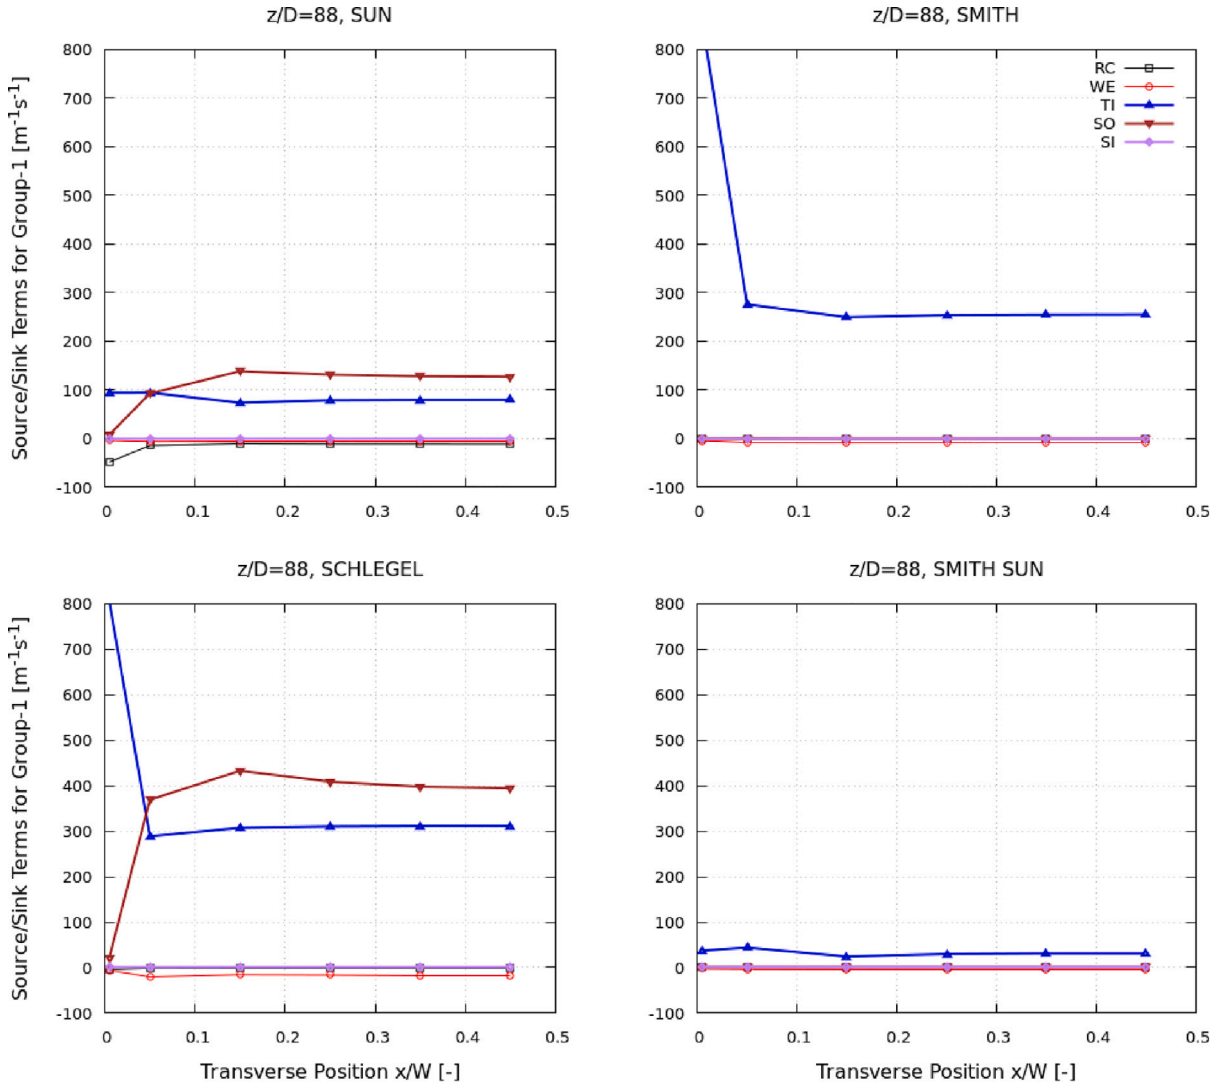 z/D=88, SUN
z/D=88, SMITH
Source/Sink Terms for Group-1 [m⁻¹s⁻¹]
800
700
600
500
400
300
200
100
0
-100
0 0.1 0.2 0.3 0.4 0.5
800
700
600
500
400
300
200
100
0
-100
RC
WE
TI
SO
SI
0 0.1 0.2 0.3 0.4 0.5
z/D=88, SCHLEGEL
z/D=88, SMITH SUN
Source/Sink Terms for Group-1 [m⁻¹s⁻¹]
800
700
600
500
400
300
200
100
0
-100
0 0.1 0.2 0.3 0.4 0.5
Transverse Position x/W [-]
800
700
600
500
400
300
200
100
0
-100
0 0.1 0.2 0.3 0.4 0.5
Transverse Position x/W [-]